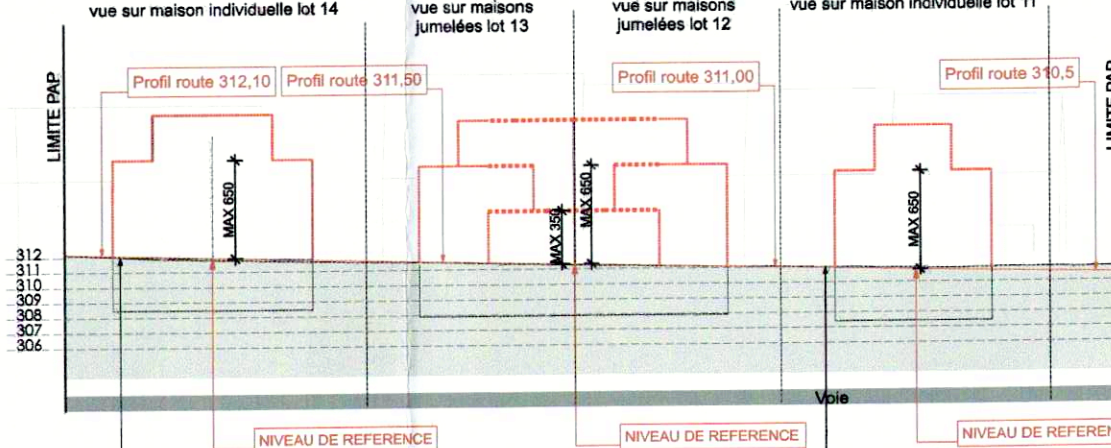 vue sur maison individuelle lot 14
vue sur maisons
jumelées lot 13
vue sur maisons
jumelées lot 12
vue sur maison individuelle lot 11
LIMITE PAP
Profil route 312,10
Profil route 311,50
Profil route 311,00
Profil route 310,5
LIMITE PAP
MAX 650
MAX 350
MAX 650
MAX 650
312
311
310
309
308
307
306
Voie
NIVEAU DE REFERENCE
NIVEAU DE REFERENCE
NIVEAU DE REFEREN